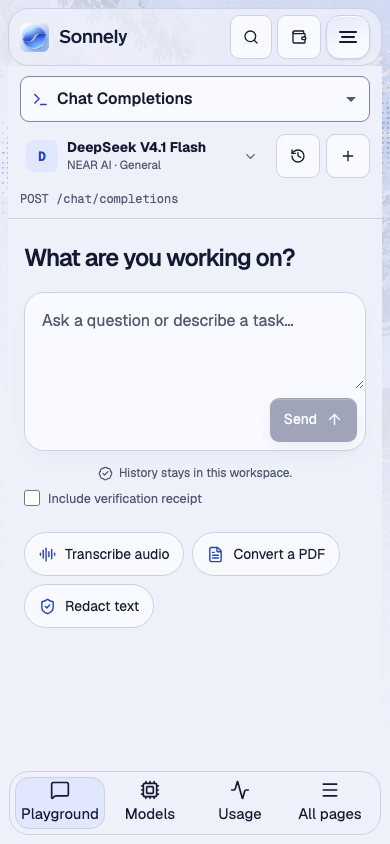 Sonnely
Chat Completions
D
DeepSeek V4.1 Flash
NEAR AI · General
POST /chat/completions
What are you working on?
Ask a question or describe a task...
Send
History stays in this workspace.
Include verification receipt
Transcribe audio
Convert a PDF
Redact text
Playground
Models
Usage
All pages